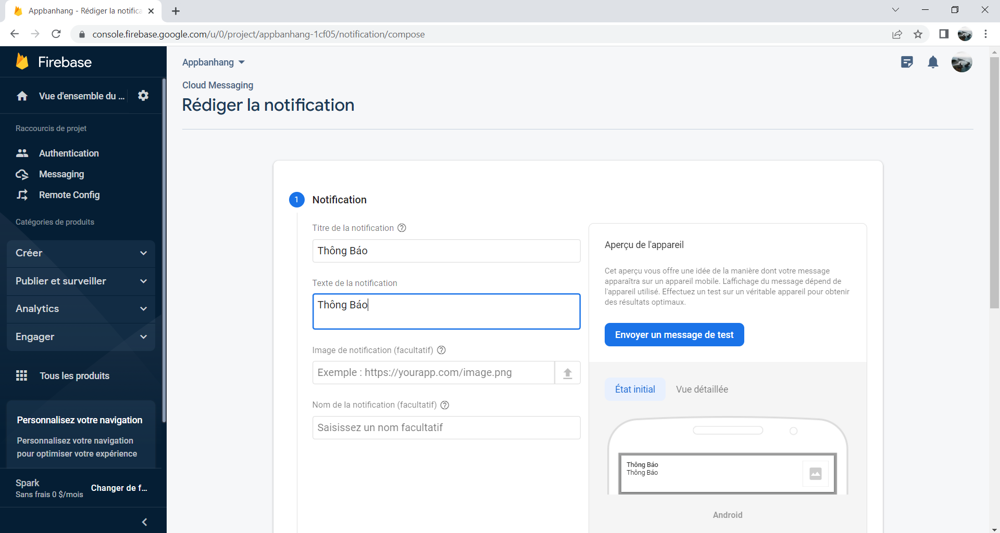 Appbanhang - Rédiger la notifica
console.firebase.google.com/u/0/project/appbanhang-1cf05/notification/compose
Firebase
Vue d'ensemble du ...
Raccourcis de projet
Authentication
Messaging
Remote Config
Catégories de produits
Créer
Publier et surveiller
Analytics
Engager
Tous les produits
Personnalisez votre navigation
Personnalisez votre navigation
pour optimiser votre expérience
Spark
Sans frais 0 $/mois
Changer de f...
Appbanhang
Cloud Messaging
Rédiger la notification
1 Notification
Titre de la notification
Thông Báo
Texte de la notification
Thông Báo
Image de notification (facultatif)
Exemple : https://yourapp.com/image.png
Nom de la notification (facultatif)
Saisissez un nom facultatif
Aperçu de l'appareil
Cet aperçu vous offre une idée de la manière dont votre message
apparaîtra sur un appareil mobile. L'affichage du message dépend de
l'appareil utilisé. Effectuez un test sur un véritable appareil pour obtenir
des résultats optimaux.
Envoyer un message de test
État initial
Vue détaillée
Thông Báo
Thông Báo
Android